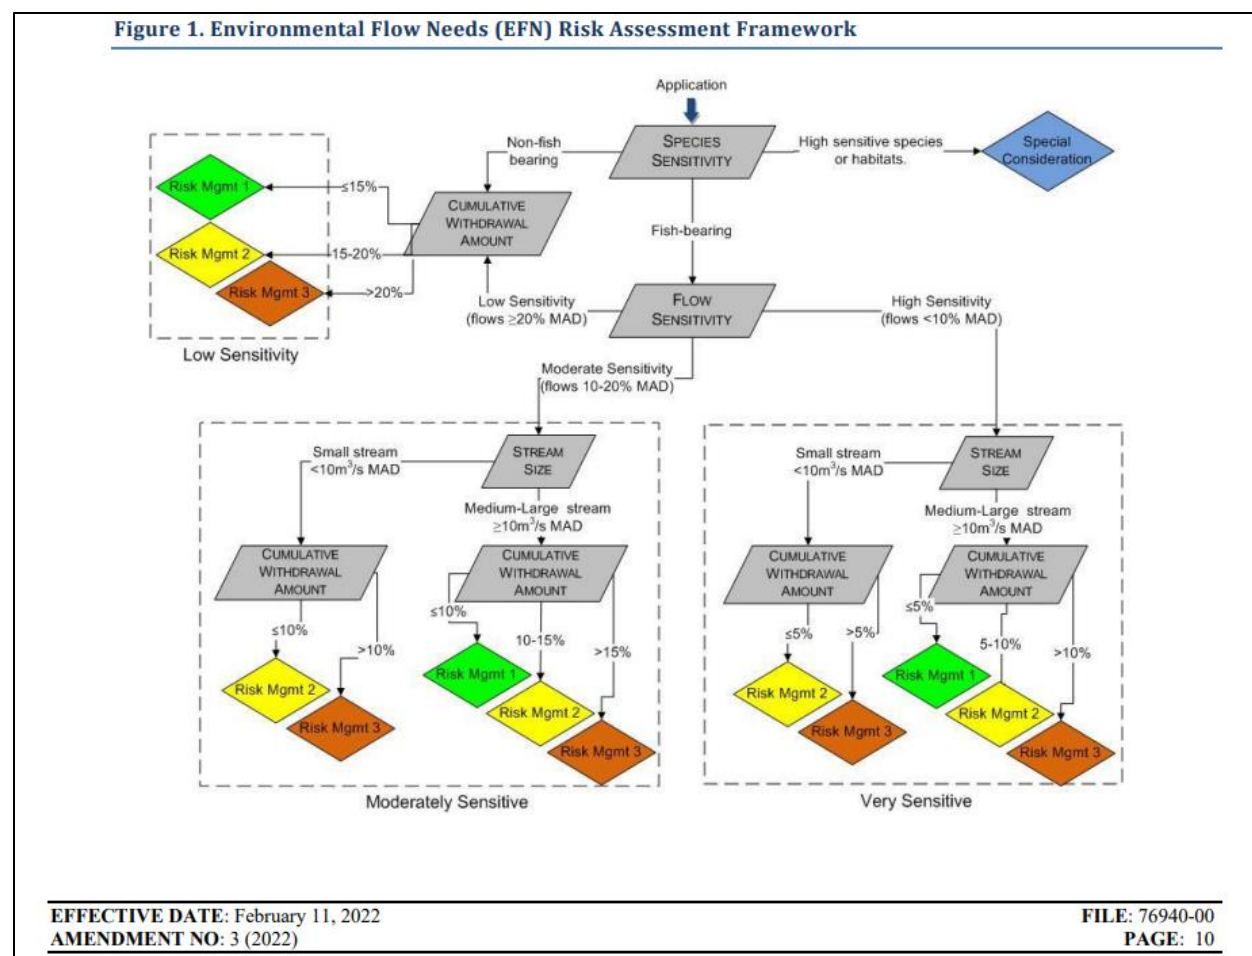 Figure 1. Environmental Flow Needs (EFN) Risk Assessment Framework
Application
SPECIES
SENSITIVITY
Non-fish
bearing
High sensitive species
or habitats.
Special
Consideration
Risk Mgmt 1
≤15%
CUMULATIVE
WITHDRAWAL
AMOUNT
Fish-bearing
Risk Mgmt 2
15-20%
Risk Mgmt 3
>20%
Low Sensitivity
(flows ≥20% MAD)
FLOW
SENSITIVITY
High Sensitivity
(flows <10% MAD)
Low Sensitivity
Moderate Sensitivity
(flows 10-20% MAD)
Small stream
<10m³/s MAD
STREAM
SIZE
Medium-Large stream
≥10m³/s MAD
CUMULATIVE
WITHDRAWAL
AMOUNT
CUMULATIVE
WITHDRAWAL
AMOUNT
≤10%
>10%
≤10%
10-15%
>15%
Risk Mgmt 2
Risk Mgmt 3
Risk Mgmt 1
Risk Mgmt 2
Risk Mgmt 3
Moderately Sensitive
Small stream
<10m³/s MAD
STREAM
SIZE
Medium-Large stream
≥10m³/s MAD
CUMULATIVE
WITHDRAWAL
AMOUNT
CUMULATIVE
WITHDRAWAL
AMOUNT
≤5%
>5%
≤5%
5-10%
>10%
Risk Mgmt 2
Risk Mgmt 3
Risk Mgmt 1
Risk Mgmt 2
Risk Mgmt 3
Very Sensitive
EFFECTIVE DATE: February 11, 2022
FILE: 76940-00
AMENDMENT NO: 3 (2022)
PAGE: 10